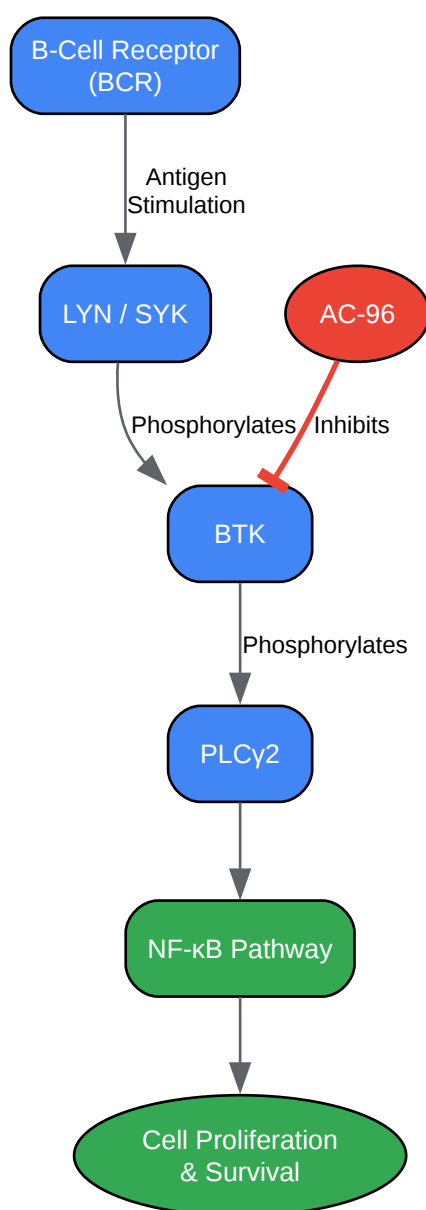 B-Cell Receptor
(BCR)
Antigen
Stimulation
LYN / SYK
AC-96
Phosphorylates
Inhibits
BTK
Phosphorylates
PLCγ2
NF-κB Pathway
Cell Proliferation
& Survival